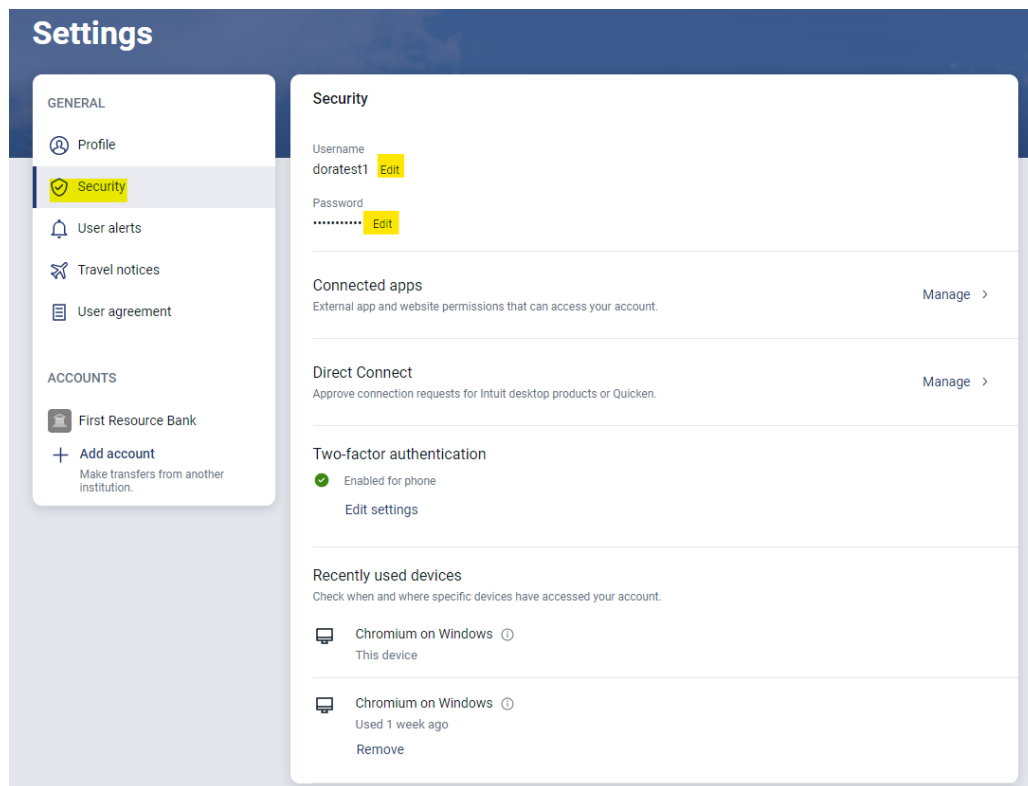 Settings
GENERAL
Profile
Security
User alerts
Travel notices
User agreement
ACCOUNTS
First Resource Bank
Add account
Make transfers from another
institution.
Security
Username
doratest1 Edit
Password
••••••••••• Edit
Connected apps
External app and website permissions that can access your account.
Manage
Direct Connect
Approve connection requests for Intuit desktop products or Quicken.
Manage
Two-factor authentication
Enabled for phone
Edit settings
Recently used devices
Check when and where specific devices have accessed your account.
Chromium on Windows
This device
Chromium on Windows
Used 1 week ago
Remove